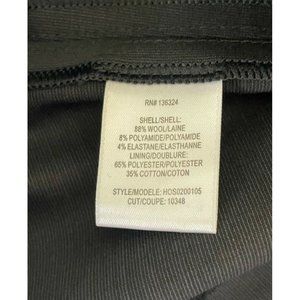 RN# 136324
SHELL/SHELL:
88% WOOL/LAINE
8% POLYAMIDE/POLYAMIDE
4% ELASTANE/ELASTHANNE
LINING/DOUBLURE:
65% POLYESTER/POLYESTER
35% COTTON/COTON
STYLE/MODELE: HOS0200105
CUT/COUPE: 10348